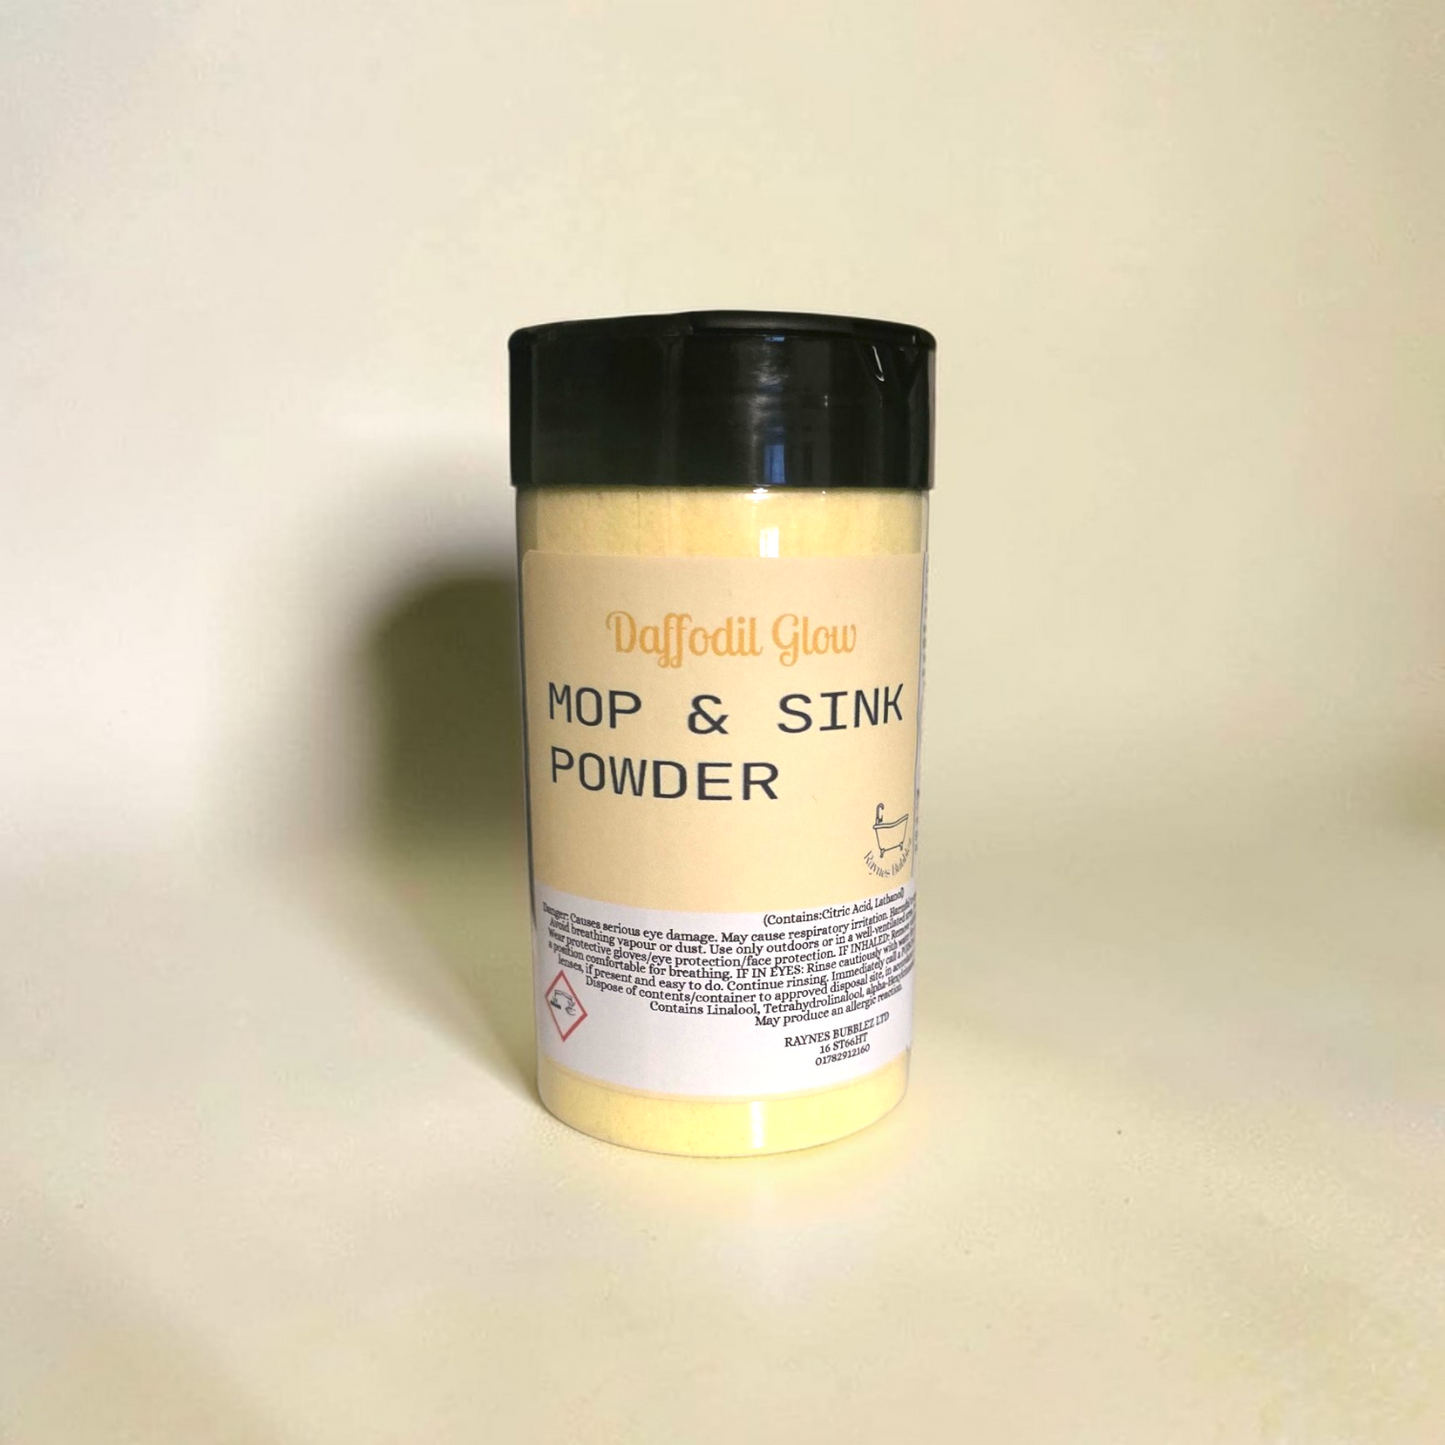 Daffodil Glow
MOP & SINK
POWDER
Raynes Bubblez
(Contains:Citric Acid, Lathanol)
Danger: Causes serious eye damage. May cause respiratory irritation. Harmful
Avoid breathing vapour or dust. Use only outdoors or in a well-ventilated
Wear protective gloves/eye protection/face protection. IF INHALED: Remove
a position comfortable for breathing. IF IN EYES: Rinse cautiously with
lenses, if present and easy to do. Continue rinsing. Immediately call a
Dispose of contents/container to approved disposal site, in
Contains Linalool, Tetrahydrolinalool,
May produce an allergic reaction.
RAYNES BUBBLEZ LTD
16 ST66HT
01782912160